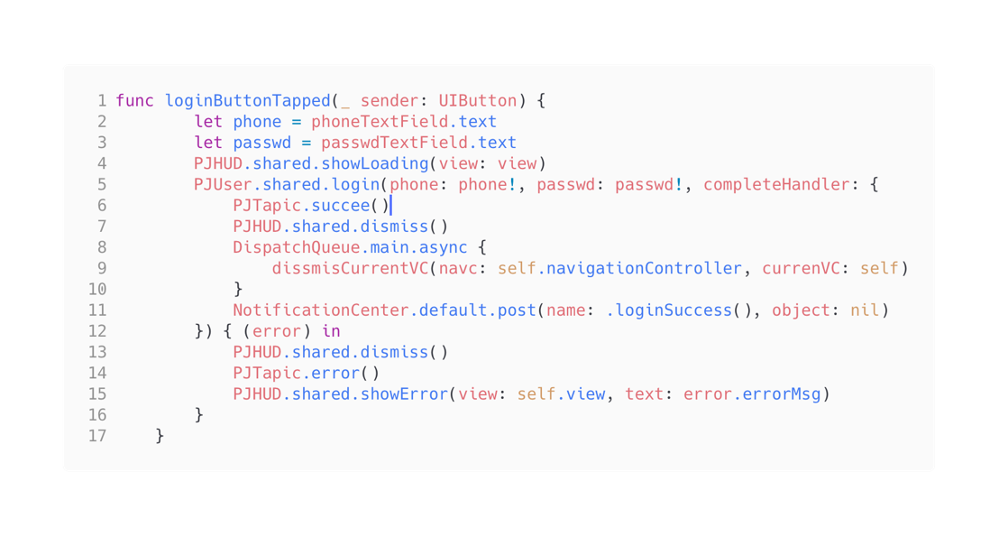 1 func loginButtonTapped(_ sender: UIButton) {
2         let phone = phoneTextField.text
3         let passwd = passwdTextField.text
4         PJHUD.shared.showLoading(view: view)
5         PJUser.shared.login(phone: phone!, passwd: passwd!, completeHandler: {
6             PJTapic.succee()
7             PJHUD.shared.dismiss()
8             DispatchQueue.main.async {
9                 dissmisCurrentVC(navc: self.navigationController, currenVC: self)
10             }
11             NotificationCenter.default.post(name: .loginSuccess(), object: nil)
12         }) { (error) in
13             PJHUD.shared.dismiss()
14             PJTapic.error()
15             PJHUD.shared.showError(view: self.view, text: error.errorMsg)
16         }
17     }